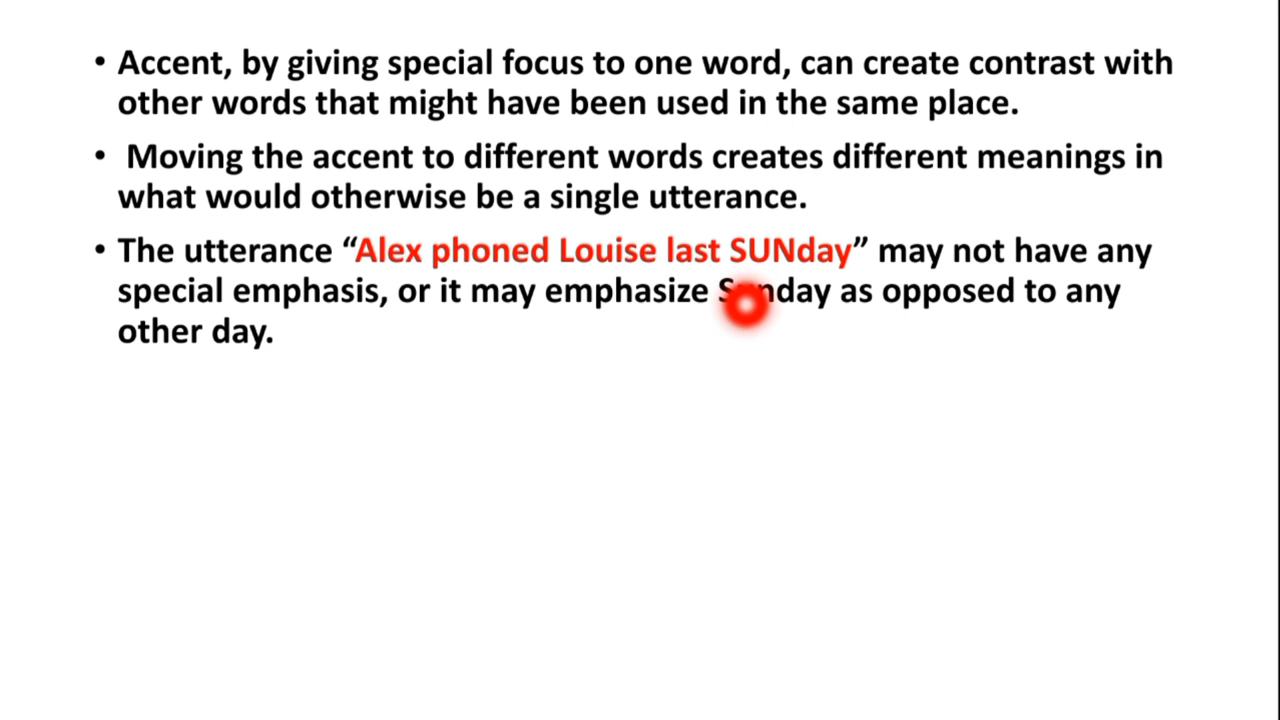 • Accent, by giving special focus to one word, can create contrast with
other words that might have been used in the same place.
• Moving the accent to different words creates different meanings in
what would otherwise be a single utterance.
• The utterance “Alex phoned Louise last SUNday” may not have any
special emphasis, or it may emphasize Sunday as opposed to any
other day.